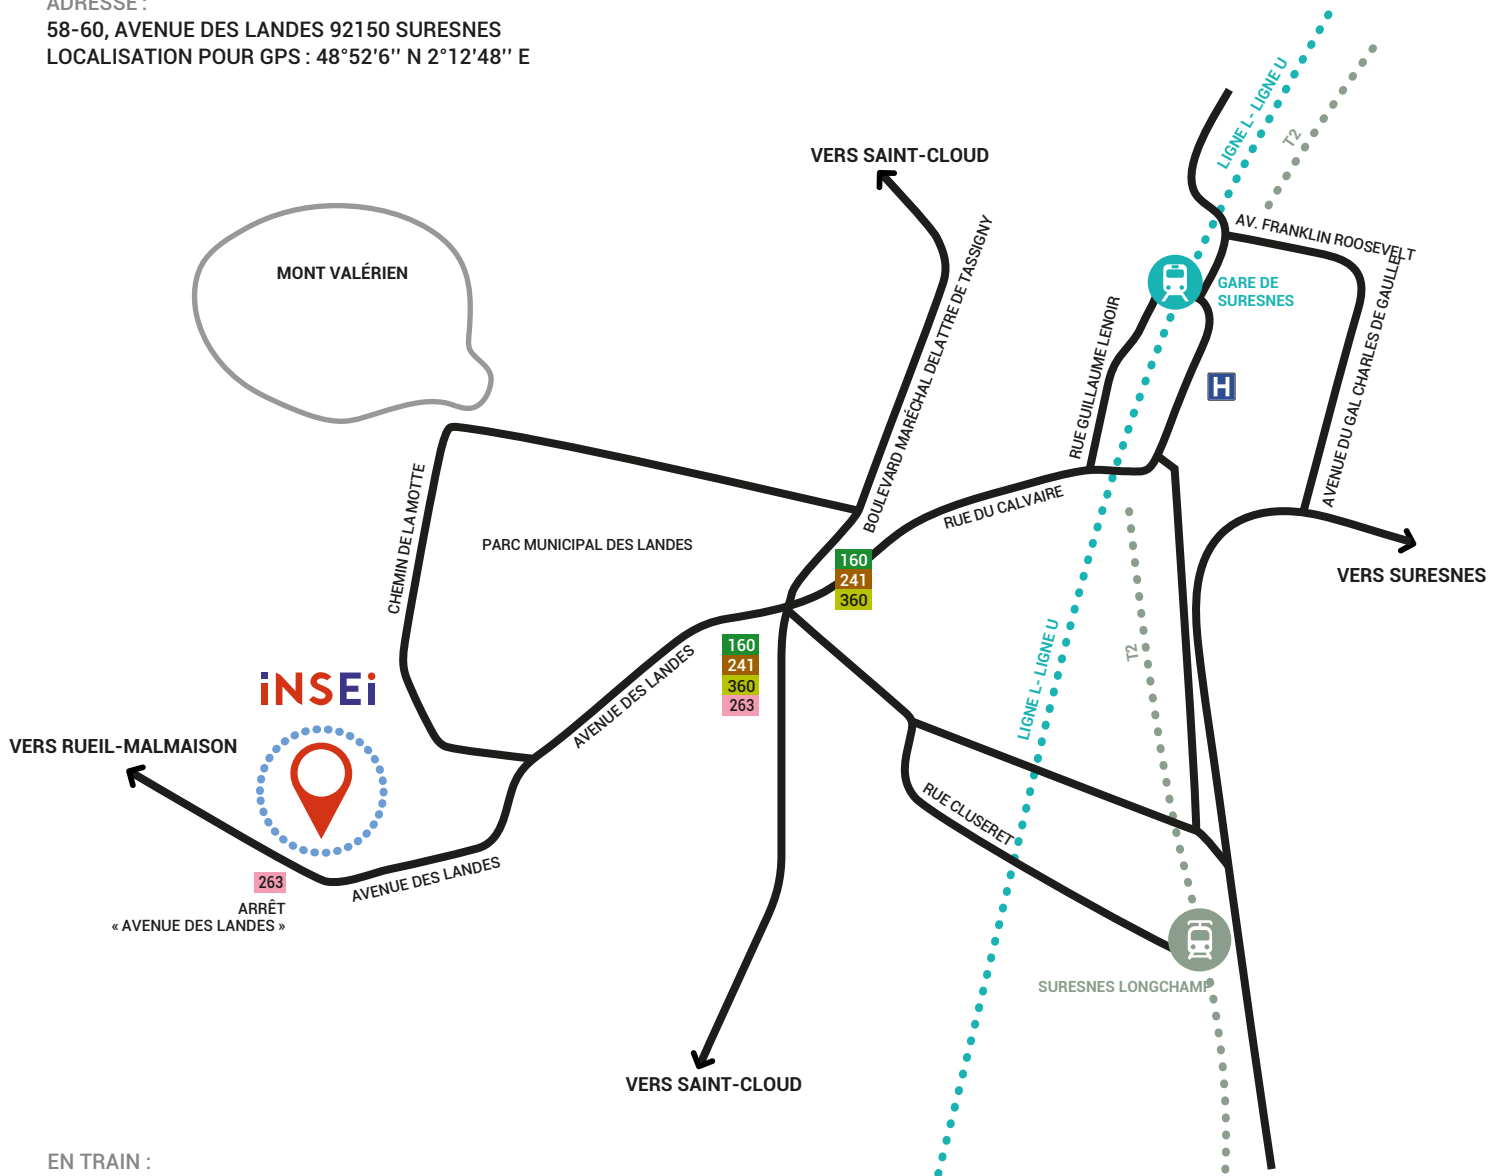 ADRESSE :
58-60, AVENUE DES LANDES 92150 SURESNES
LOCALISATION POUR GPS : 48°52'6'' N 2°12'48'' E
LIGNE L- LIGNE U
T2
VERS SAINT-CLOUD
AV. FRANKLIN ROOSEVELT
MONT VALÉRIEN
GARE DE
SURESNES
BOULEVARD MARÉCHAL DELATTRE DE TASSIGNY
RUE GUILLAUME LENOIR
AVENUE DU GAL CHARLES DE GAULLE
H
CHEMIN DE LA MOTTE
RUE DU CALVAIRE
PARC MUNICIPAL DES LANDES
160
241
360
VERS SURESNES
160
241
360
263
AVENUE DES LANDES
LIGNE L- LIGNE U
T2
iNSEi
VERS RUEIL-MALMAISON
RUE CLUSERET
263
AVENUE DES LANDES
ARRÊT
« AVENUE DES LANDES »
SURESNES LONGCHAMP
VERS SAINT-CLOUD
EN TRAIN :